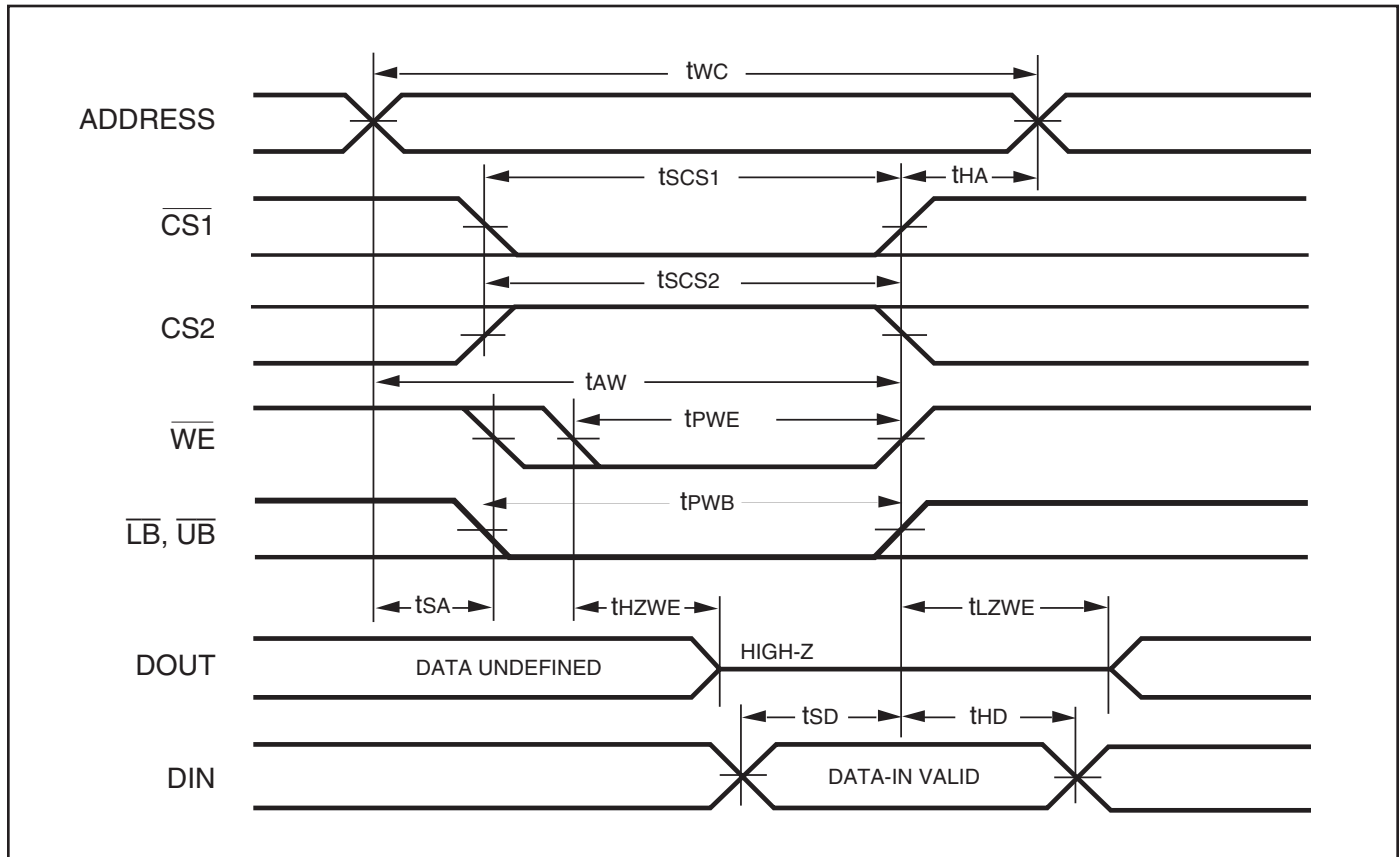 tWC
ADDRESS
tSCS1
tHA
CS1
tSCS2
CS2
tAW
WE
tPWE
LB, UB
tPWB
tSA
tHZWE
tLZWE
DOUT
DATA UNDEFINED
HIGH-Z
tSD
tHD
DIN
DATA-IN VALID